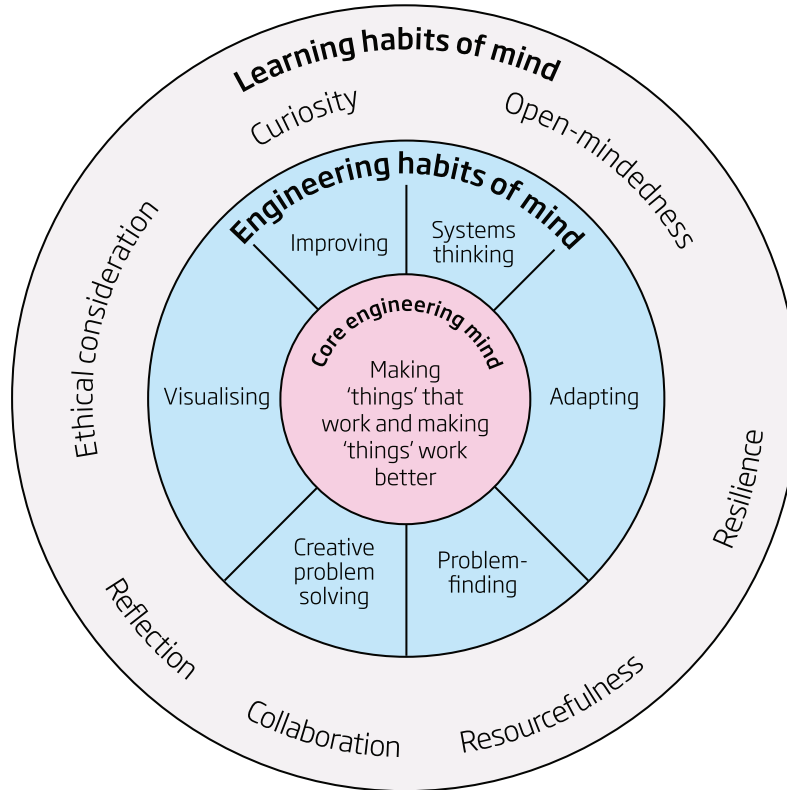 Learning habits of mind
Curiosity
Open-mindedness
Ethical consideration
Resilience
Reflection
Collaboration
Resourcefulness
Engineering habits of mind
Improving
Systems
thinking
Visualising
Adapting
Creative
problem
solving
Problem-
finding
Core engineering mind
Making
‘things’ that
work and making
‘things’ work
better